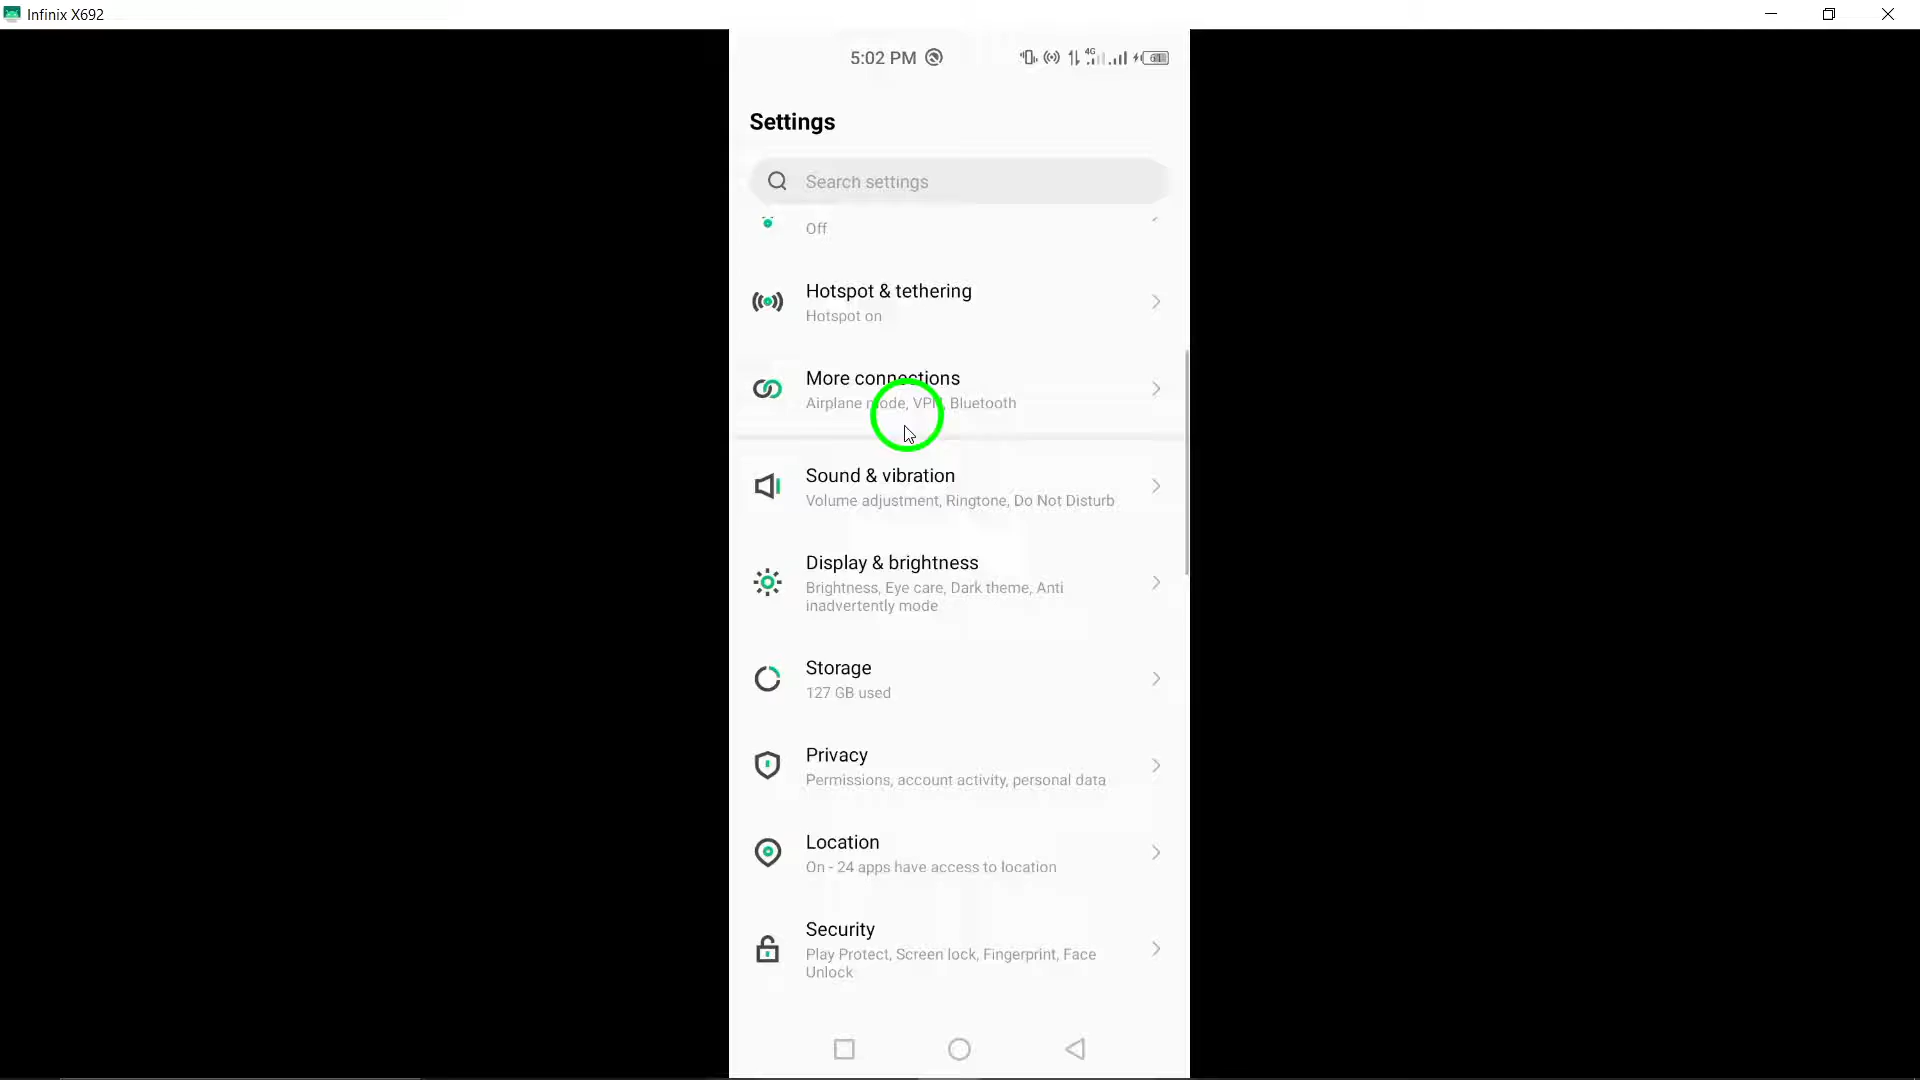 Infinix X692
5:02 PM
4G
61
Settings
Search settings
Off
Hotspot & tethering
Hotspot on
More connections
Airplane mode, VPN, Bluetooth
Sound & vibration
Volume adjustment, Ringtone, Do Not Disturb
Display & brightness
Brightness, Eye care, Dark theme, Anti
inadvertently mode
Storage
127 GB used
Privacy
Permissions, account activity, personal data
Location
On - 24 apps have access to location
Security
Play Protect, Screen lock, Fingerprint, Face
Unlock